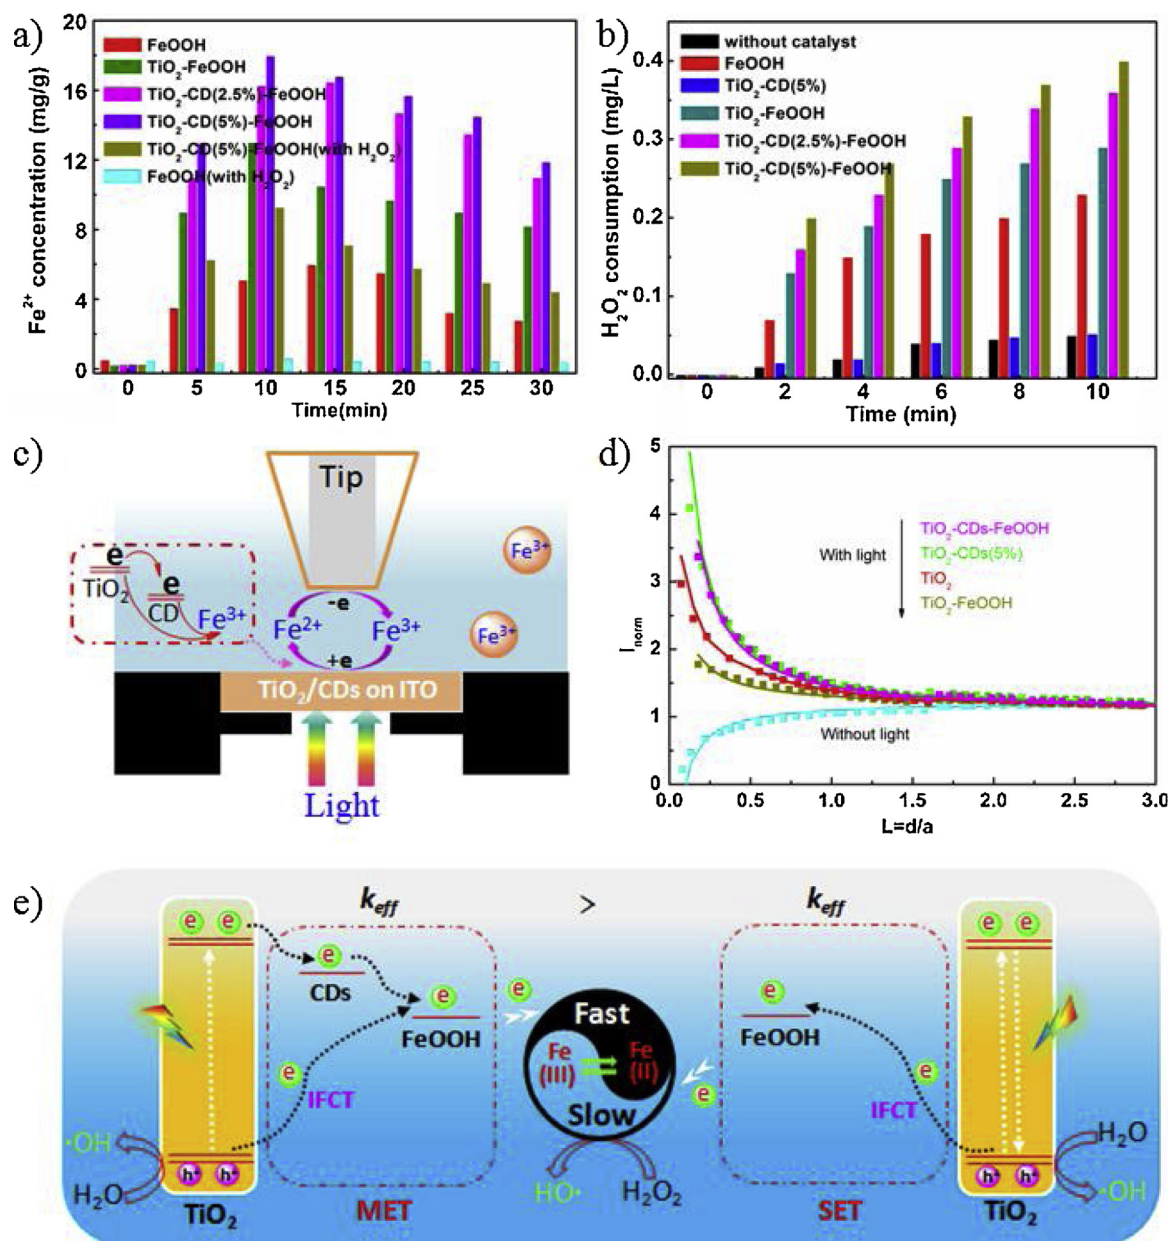 a)
Fe²⁺ concentration (mg/g)
20
16
12
8
4
0
FeOOH
TiO₂-FeOOH
TiO₂-CD(2.5%)-FeOOH
TiO₂-CD(5%)-FeOOH
TiO₂-CD(5%)-FeOOH(with H₂O₂)
FeOOH(with H₂O₂)
0 5 10 15 20 25 30
Time(min)
b)
H₂O₂ consumption (mg/L)
0.4
0.3
0.2
0.1
0.0
without catalyst
FeOOH
TiO₂-CD(5%)
TiO₂-FeOOH
TiO₂-CD(2.5%)-FeOOH
TiO₂-CD(5%)-FeOOH
0 2 4 6 8 10
Time (min)
c)
Tip
Fe³⁺
e
TiO₂
e
CD
Fe³⁺
-e
Fe²⁺
Fe³⁺
Fe³⁺
+e
TiO₂/CDs on ITO
Light
d)
Iₙₒᵣₘ
5
4
3
2
1
0
With light
TiO₂-CDs-FeOOH
TiO₂-CDs(5%)
TiO₂
TiO₂-FeOOH
Without light
0.0 0.5 1.0 1.5 2.0 2.5 3.0
L=d/a
e)
k_eff > k_eff
e e
e
CDs
e
FeOOH
e
e
IFCT
·OH
H₂O
h⁺ h⁺
TiO₂
MET
Fast
Fe (III)
Fe (II)
Slow
HO·
H₂O₂
e
e
FeOOH
e
IFCT
SET
e e
h⁺ h⁺
TiO₂
H₂O
·OH